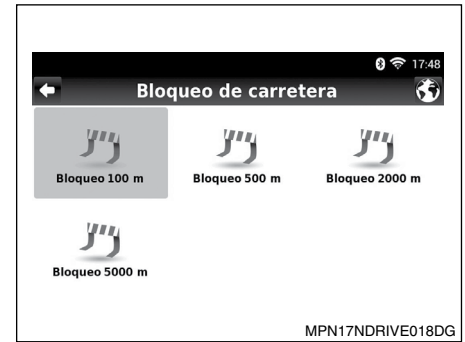 17:48
Bloqueo de carretera
Bloqueo 100 m Bloqueo 500 m Bloqueo 2000 m
Bloqueo 5000 m
MPN17NDRIVE018DG